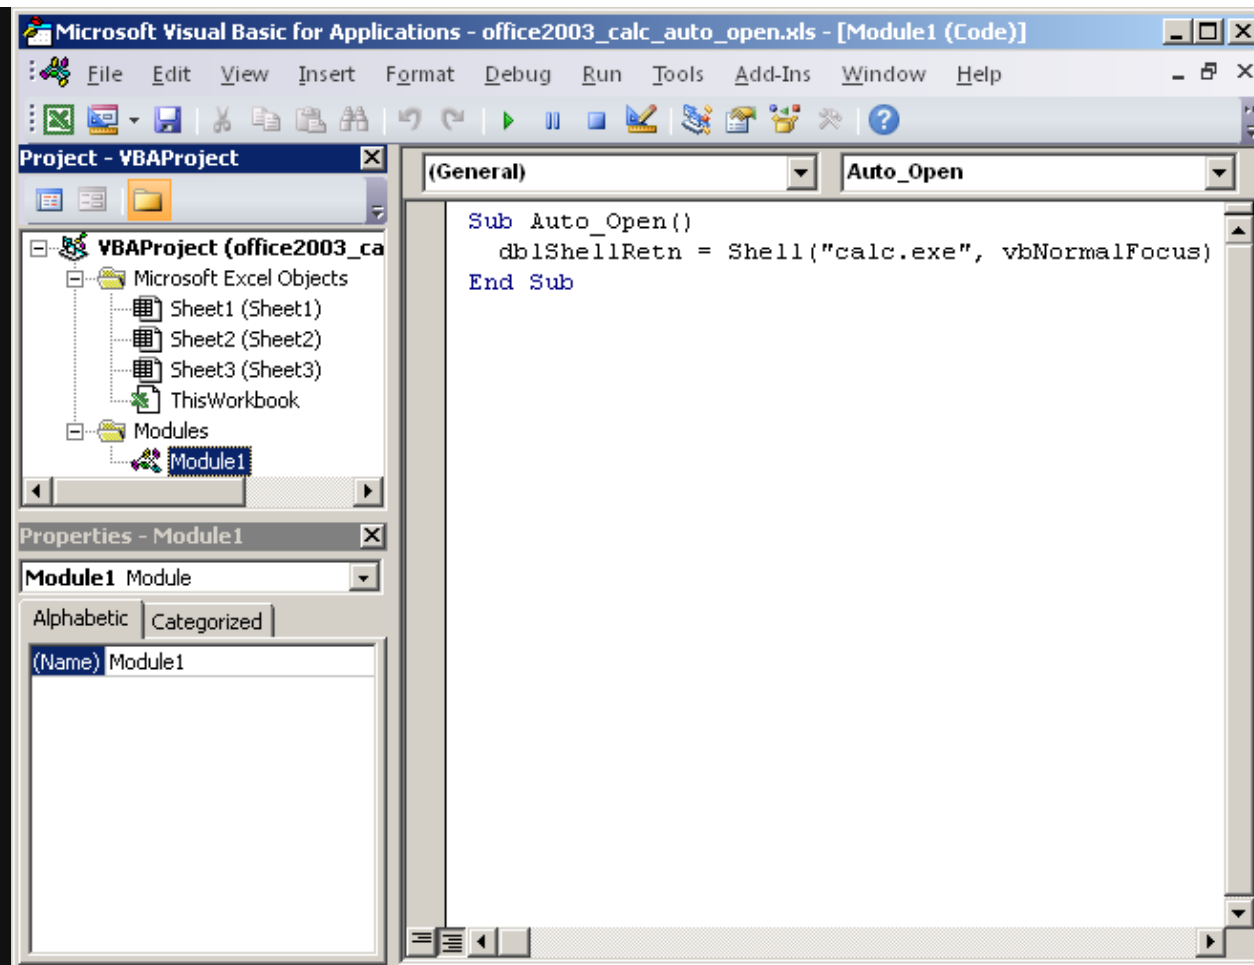 Microsoft Visual Basic for Applications - office2003_calc_auto_open.xls - [Module1 (Code)]
File Edit View Insert Format Debug Run Tools Add-Ins Window Help
Project - VBAProject
(General) Auto_Open
VBAProject (office2003_ca
Microsoft Excel Objects
Sheet1 (Sheet1)
Sheet2 (Sheet2)
Sheet3 (Sheet3)
ThisWorkbook
Modules
Module1
Properties - Module1
Module1 Module
Alphabetic Categorized
(Name) Module1
Sub Auto_Open()
dblShellRetn = Shell("calc.exe", vbNormalFocus)
End Sub